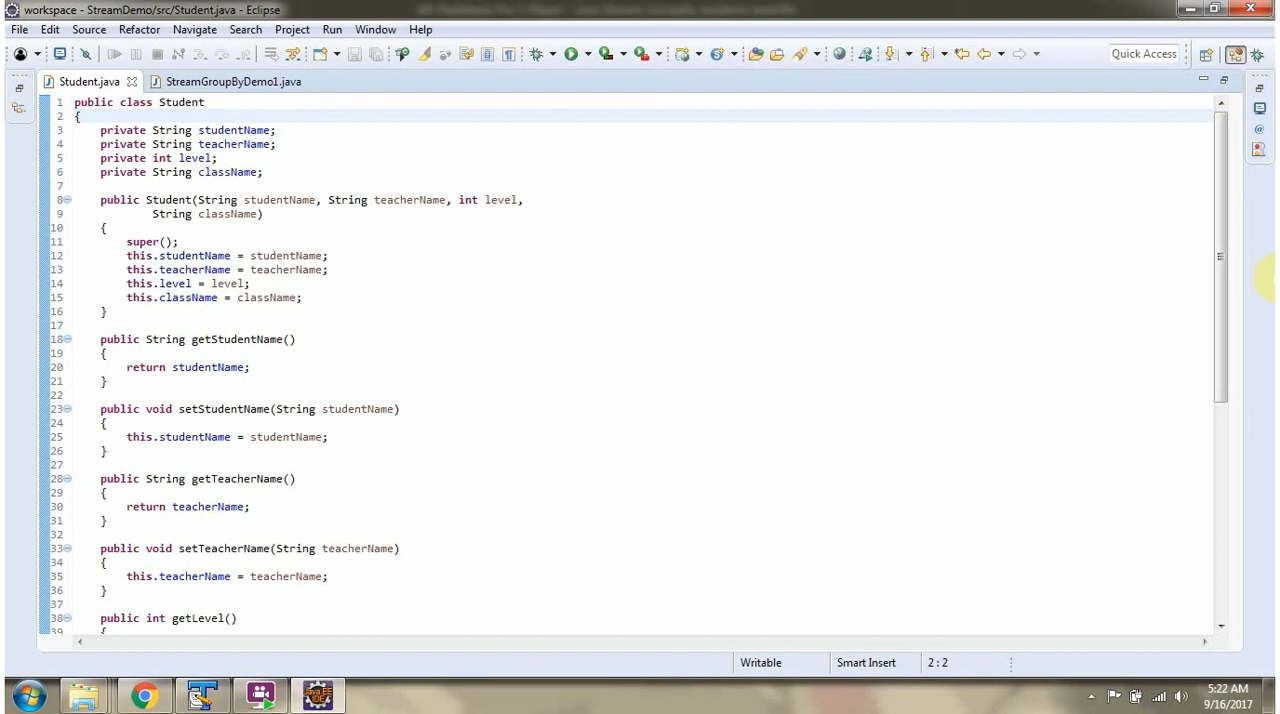 workspace - StreamDemo/src/Student.java - Eclipse
File Edit Source Refactor Navigate Search Project Run Window Help
Quick Access
Student.java StreamGroupByDemo1.java
1 public class Student
2 {
3 private String studentName;
4 private String teacherName;
5 private int level;
6 private String className;
7
8 public Student(String studentName, String teacherName, int level,
9 String className)
10 {
11 super();
12 this.studentName = studentName;
13 this.teacherName = teacherName;
14 this.level = level;
15 this.className = className;
16 }
17
18 public String getStudentName()
19 {
20 return studentName;
21 }
22
23 public void setStudentName(String studentName)
24 {
25 this.studentName = studentName;
26 }
27
28 public String getTeacherName()
29 {
30 return teacherName;
31 }
32
33 public void setTeacherName(String teacherName)
34 {
35 this.teacherName = teacherName;
36 }
37
38 public int getLevel()
39 {
Writable Smart Insert 2 : 2
Java EE
IDE
5:22 AM
9/16/2017